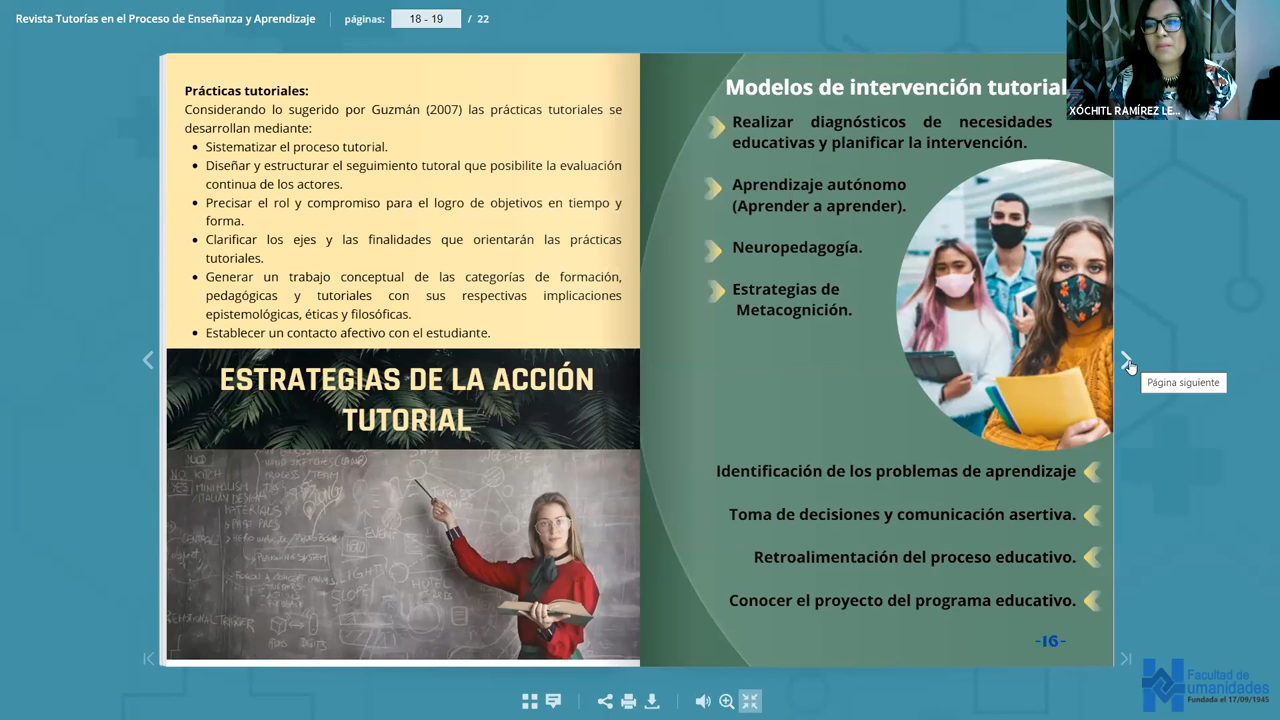 Revista Tutorías en el Proceso de Enseñanza y Aprendizaje
páginas:
18 - 19
/ 22
XÓCHITL RAMÍREZ LE...
Prácticas tutoriales:
Considerando lo sugerido por Guzmán (2007) las prácticas tutoriales se
desarrollan mediante:
• Sistematizar el proceso tutorial.
• Diseñar y estructurar el seguimiento tutoral que posibilite la evaluación
continua de los actores.
• Precisar el rol y compromiso para el logro de objetivos en tiempo y
forma.
• Clarificar los ejes y las finalidades que orientarán las prácticas
tutoriales.
• Generar un trabajo conceptual de las categorías de formación,
pedagógicas y tutoriales con sus respectivas implicaciones
epistemológicas, éticas y filosóficas.
• Establecer un contacto afectivo con el estudiante.
ESTRATEGIAS DE LA ACCIÓN
TUTORIAL
Modelos de intervención tutorial
Realizar diagnósticos de necesidades
educativas y planificar la intervención.
Aprendizaje autónomo
(Aprender a aprender).
Neuropedagogía.
Estrategias de
Metacognición.
Identificación de los problemas de aprendizaje
Toma de decisiones y comunicación asertiva.
Retroalimentación del proceso educativo.
Conocer el proyecto del programa educativo.
-16-
Página siguiente
Facultad de
Humanidades
Fundada el 17/09/1945